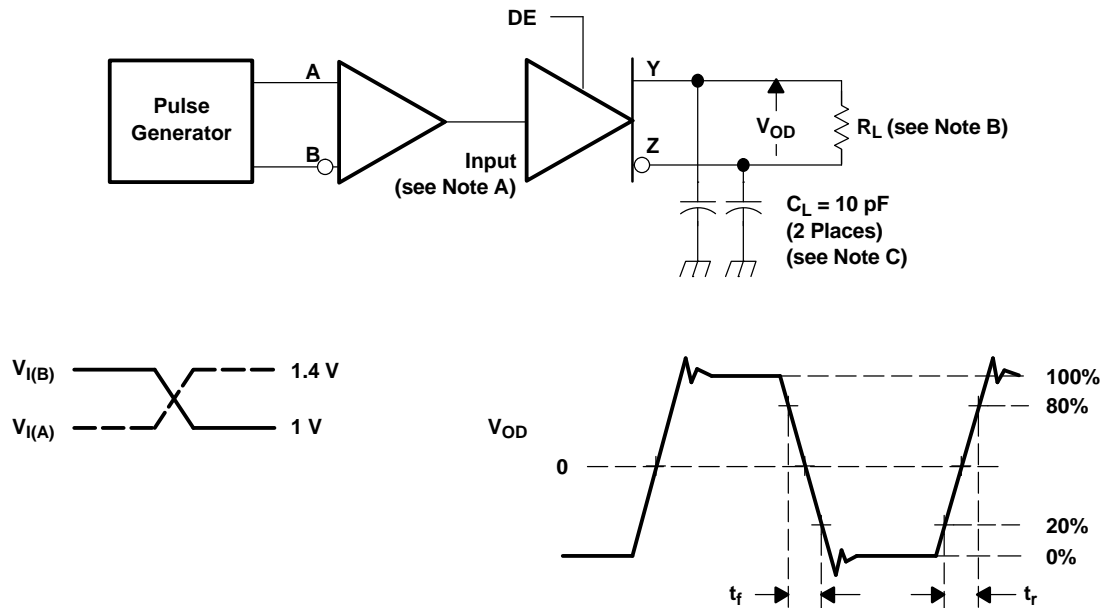 DE
A
Y
Pulse
Generator
V_OD
R_L (see Note B)
B
Input
(see Note A)
Z
C_L = 10 pF
(2 Places)
(see Note C)
V_I(B)
1.4 V
V_I(A)
1 V
100%
80%
V_OD
0
20%
0%
t_f
t_r